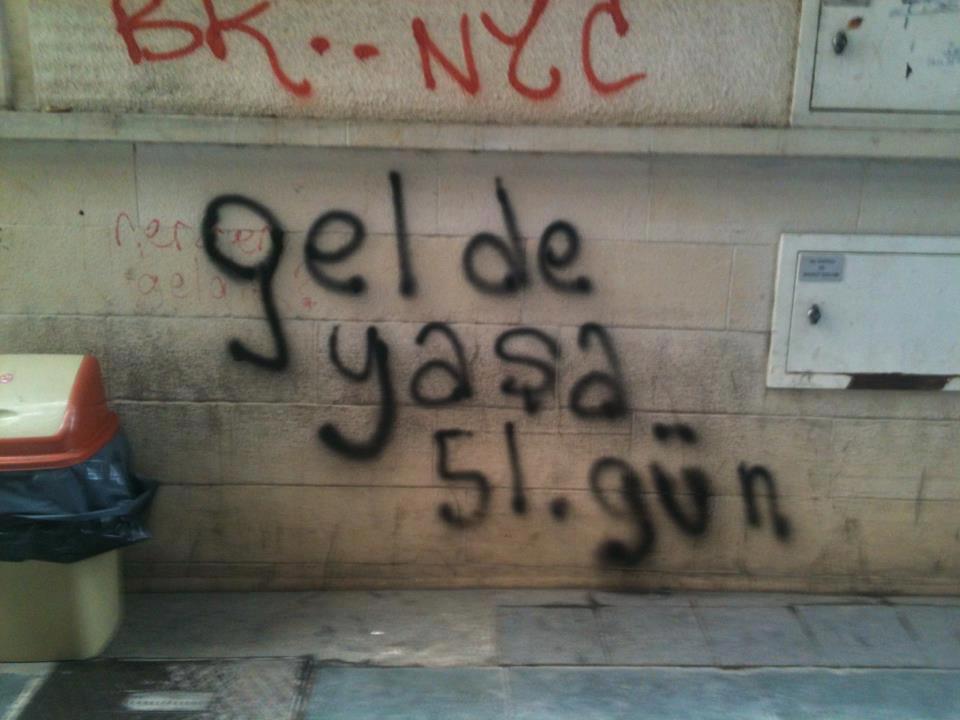 BK..NYC
gel de
yaşa
51. gün